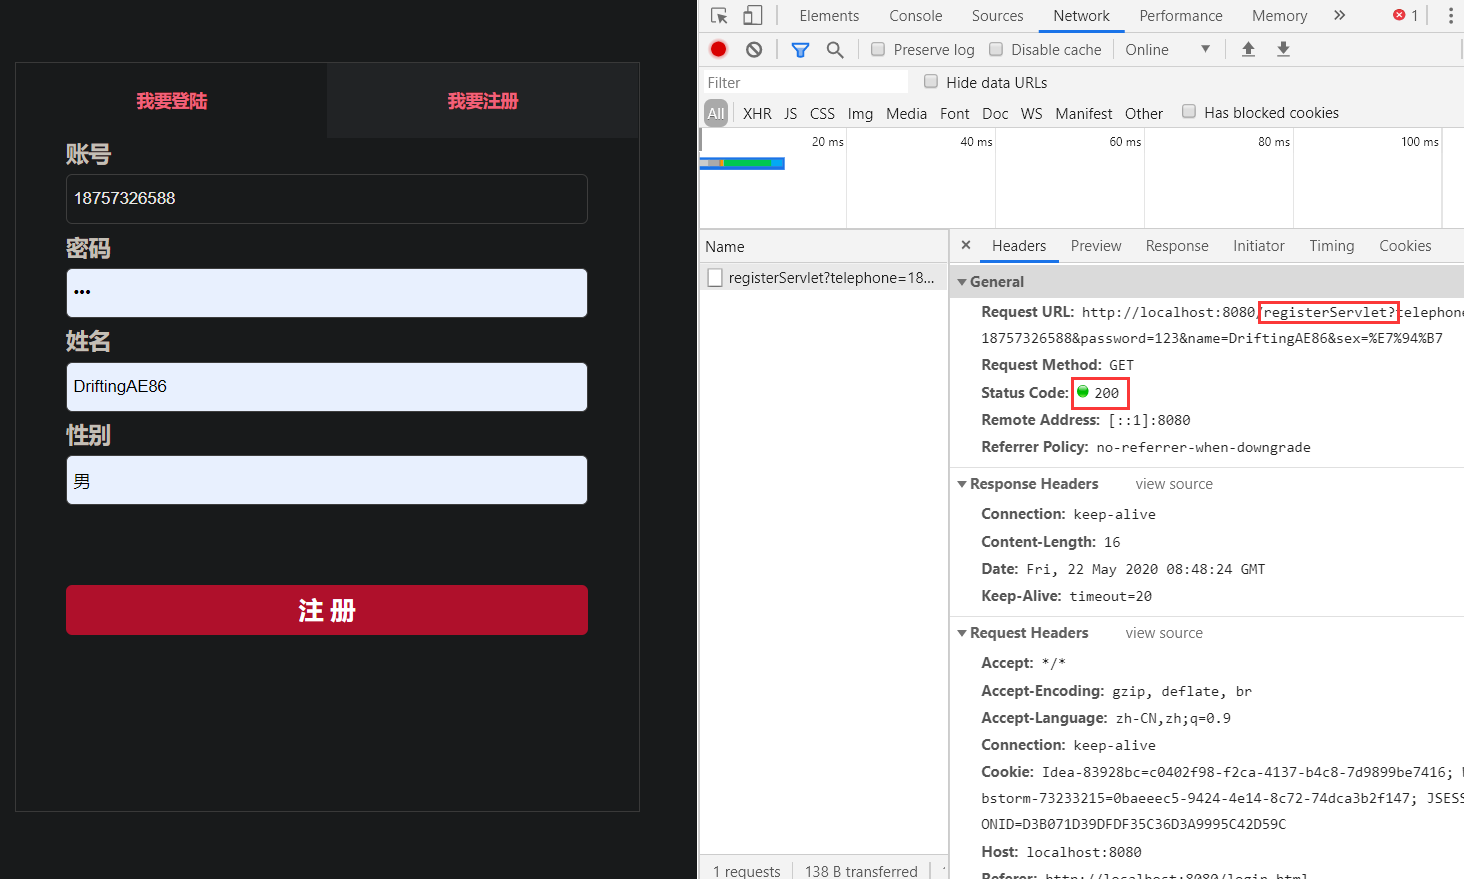 我要登陆
我要注册
账号
18757326588
密码
•••
姓名
DriftingAE86
性别
男
注 册
Elements Console Sources Network Performance Memory » 1
Preserve log Disable cache Online
Filter Hide data URLs
All XHR JS CSS Img Media Font Doc WS Manifest Other Has blocked cookies
20 ms 40 ms 60 ms 80 ms 100 ms
Name
registerServlet?telephone=18...
1 requests 138 B transferred
× Headers Preview Response Initiator Timing Cookies
General
Request URL: http://localhost:8080/registerServlet?telephone
18757326588&password=123&name=DriftingAE86&sex=%E7%94%B7
Request Method: GET
Status Code: 200
Remote Address: [::1]:8080
Referrer Policy: no-referrer-when-downgrade
Response Headers view source
Connection: keep-alive
Content-Length: 16
Date: Fri, 22 May 2020 08:48:24 GMT
Keep-Alive: timeout=20
Request Headers view source
Accept: */*
Accept-Encoding: gzip, deflate, br
Accept-Language: zh-CN,zh;q=0.9
Connection: keep-alive
Cookie: Idea-83928bc=c0402f98-f2ca-4137-b4c8-7d9899be7416;
bstorm-73233215=0baeeec5-9424-4e14-8c72-74dca3b2f147; JSESS
ONID=D3B071D39DFDF35C36D3A9995C42D59C
Host: localhost:8080
Referer: http://localhost:8080/login.html